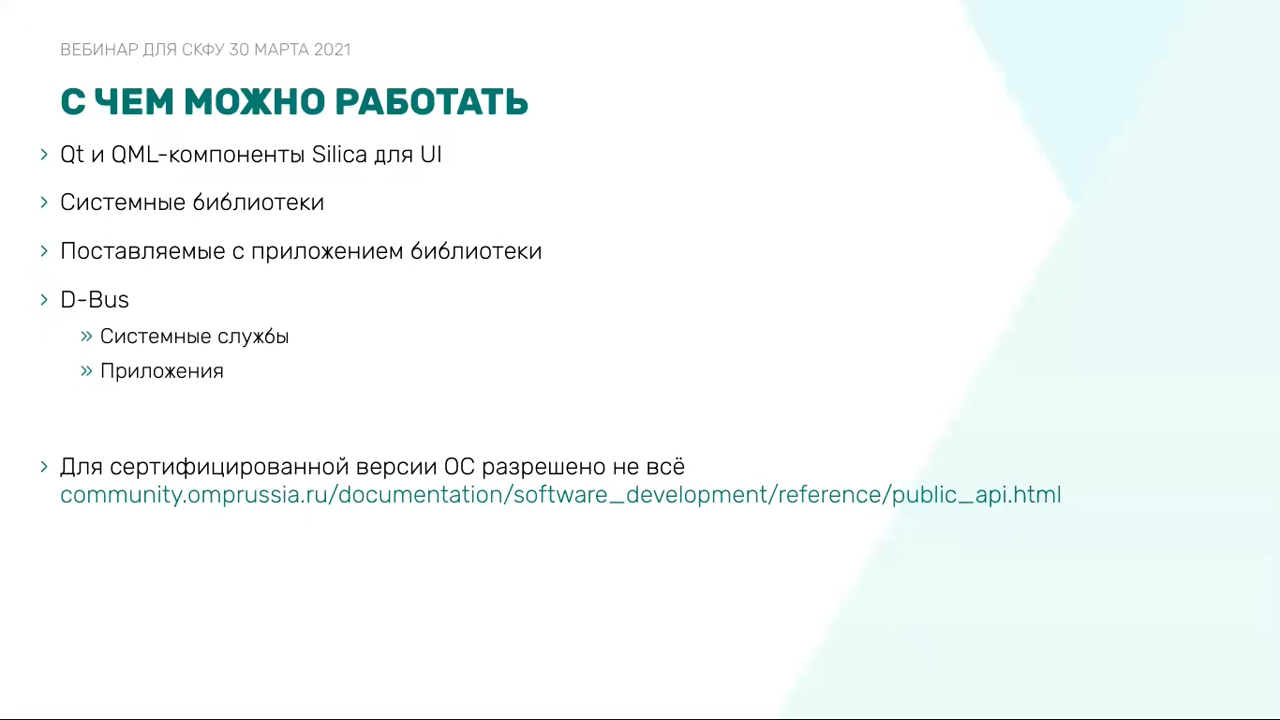 ВЕБИНАР ДЛЯ СКФУ 30 МАРТА 2021
С ЧЕМ МОЖНО РАБОТАТЬ
› Qt и QML-компоненты Silica для UI
› Системные библиотеки
› Поставляемые с приложением библиотеки
› D-Bus
» Системные службы
» Приложения
› Для сертифицированной версии ОС разрешено не всё
community.omprussia.ru/documentation/software_development/reference/public_api.html